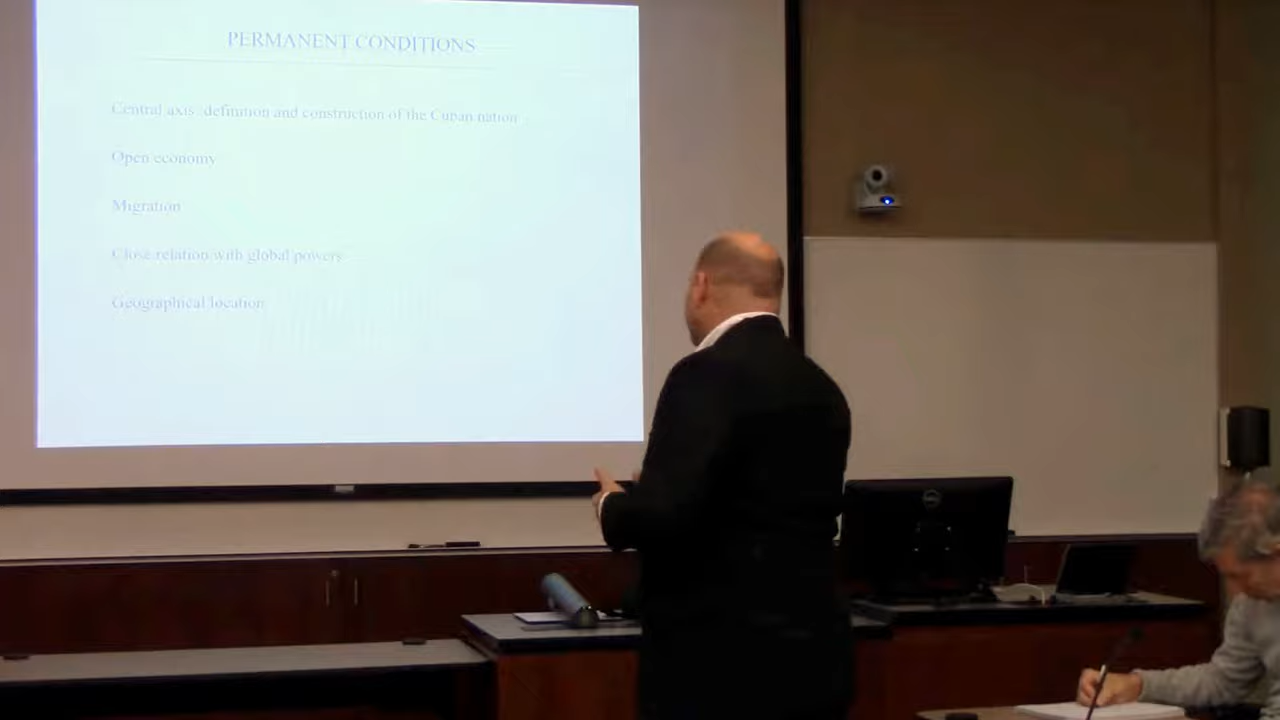 PERMANENT CONDITIONS
Central axis: definition and construction of the Cuban nation
Open economy
Migration
Close relation with global powers
Geographical location
DELL